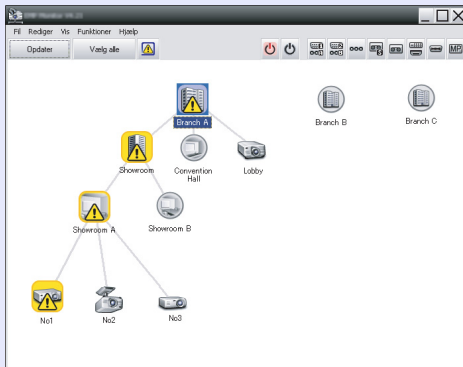 Fil Rediger Vis Funktioner Hjælp
Opdater Vælg alle
MP
Branch A
Branch B
Branch C
Showroom
Convention Hall
Lobby
Showroom A
Showroom B
No1
No2
No3